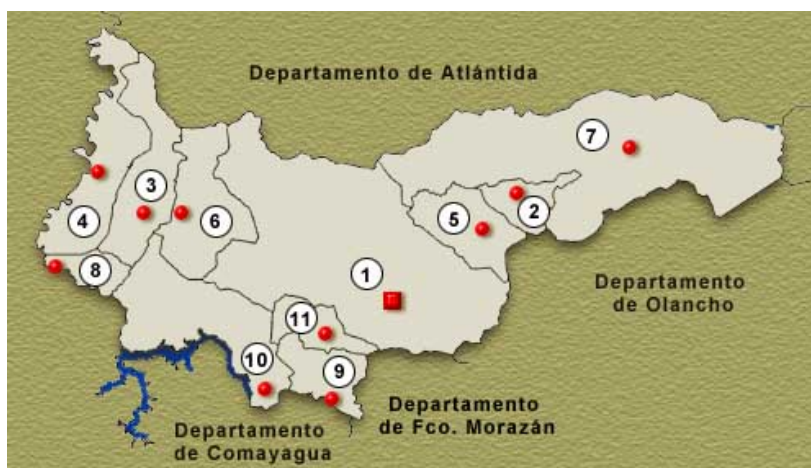 Departamento de Atlántida
7
3
2
4
6
5
8
1
Departamento
de Olancho
11
10
9
Departamento
de Fco. Morazán
Departamento
de Comayagua